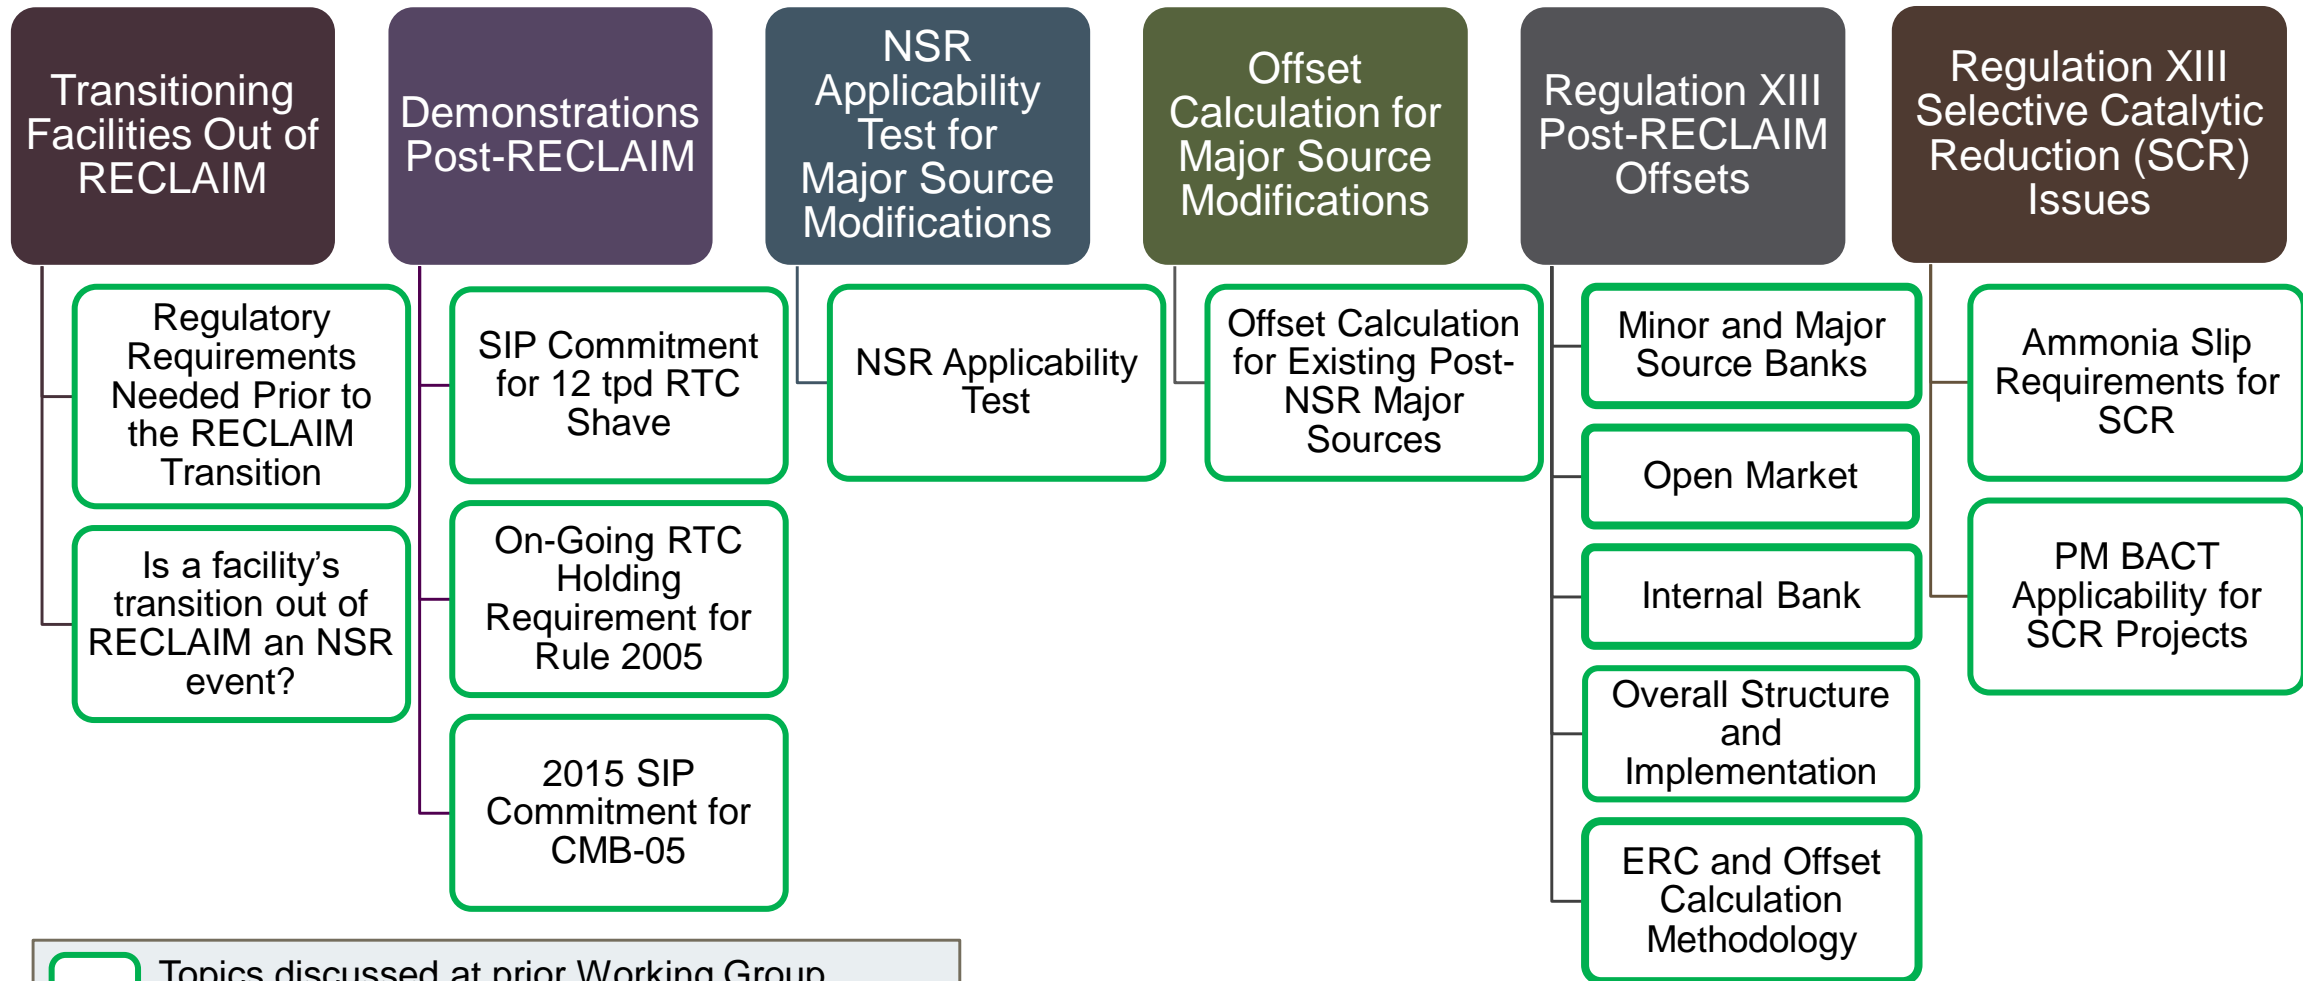 Transitioning
Facilities Out of
RECLAIM
Regulatory
Requirements
Needed Prior to
the RECLAIM
Transition
Is a facility’s
transition out of
RECLAIM an NSR
event?
Demonstrations
Post-RECLAIM
SIP Commitment
for 12 tpd RTC
Shave
On-Going RTC
Holding
Requirement for
Rule 2005
2015 SIP
Commitment for
CMB-05
NSR
Applicability
Test for
Major Source
Modifications
NSR Applicability
Test
Offset
Calculation for
Major Source
Modifications
Offset Calculation
for Existing Post-
NSR Major
Sources
Regulation XIII
Post-RECLAIM
Offsets
Minor and Major
Source Banks
Open Market
Internal Bank
Overall Structure
and
Implementation
ERC and Offset
Calculation
Methodology
Regulation XIII
Selective Catalytic
Reduction (SCR)
Issues
Ammonia Slip
Requirements for
SCR
PM BACT
Applicability for
SCR Projects
Topics discussed at prior Working Group